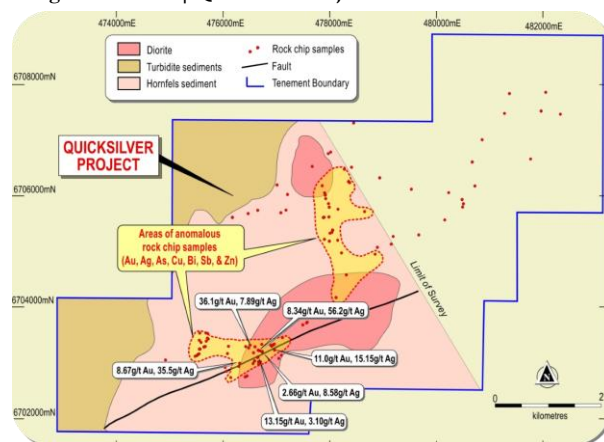 474000mE 476000mE 478000mE 480000mE 482000mE
Diorite
Turbidite sediments
Hornfels sediment
Rock chip samples
Fault
Tenement Boundary
6708000mN
QUICKSILVER
PROJECT
6706000mN
Areas of anomalous
rock chip samples
(Au, Ag, As, Cu, Bi, Sb, & Zn)
Limit of Survey
6704000mN
36.1g/t Au, 7.89g/t Ag
8.34g/t Au, 56.2g/t Ag
11.0g/t Au, 15.15g/t Ag
8.67g/t Au, 35.5g/t Ag
2.66g/t Au, 8.58g/t Ag
13.15g/t Au, 3.10g/t Ag
6702000mN
0 2
kilometres